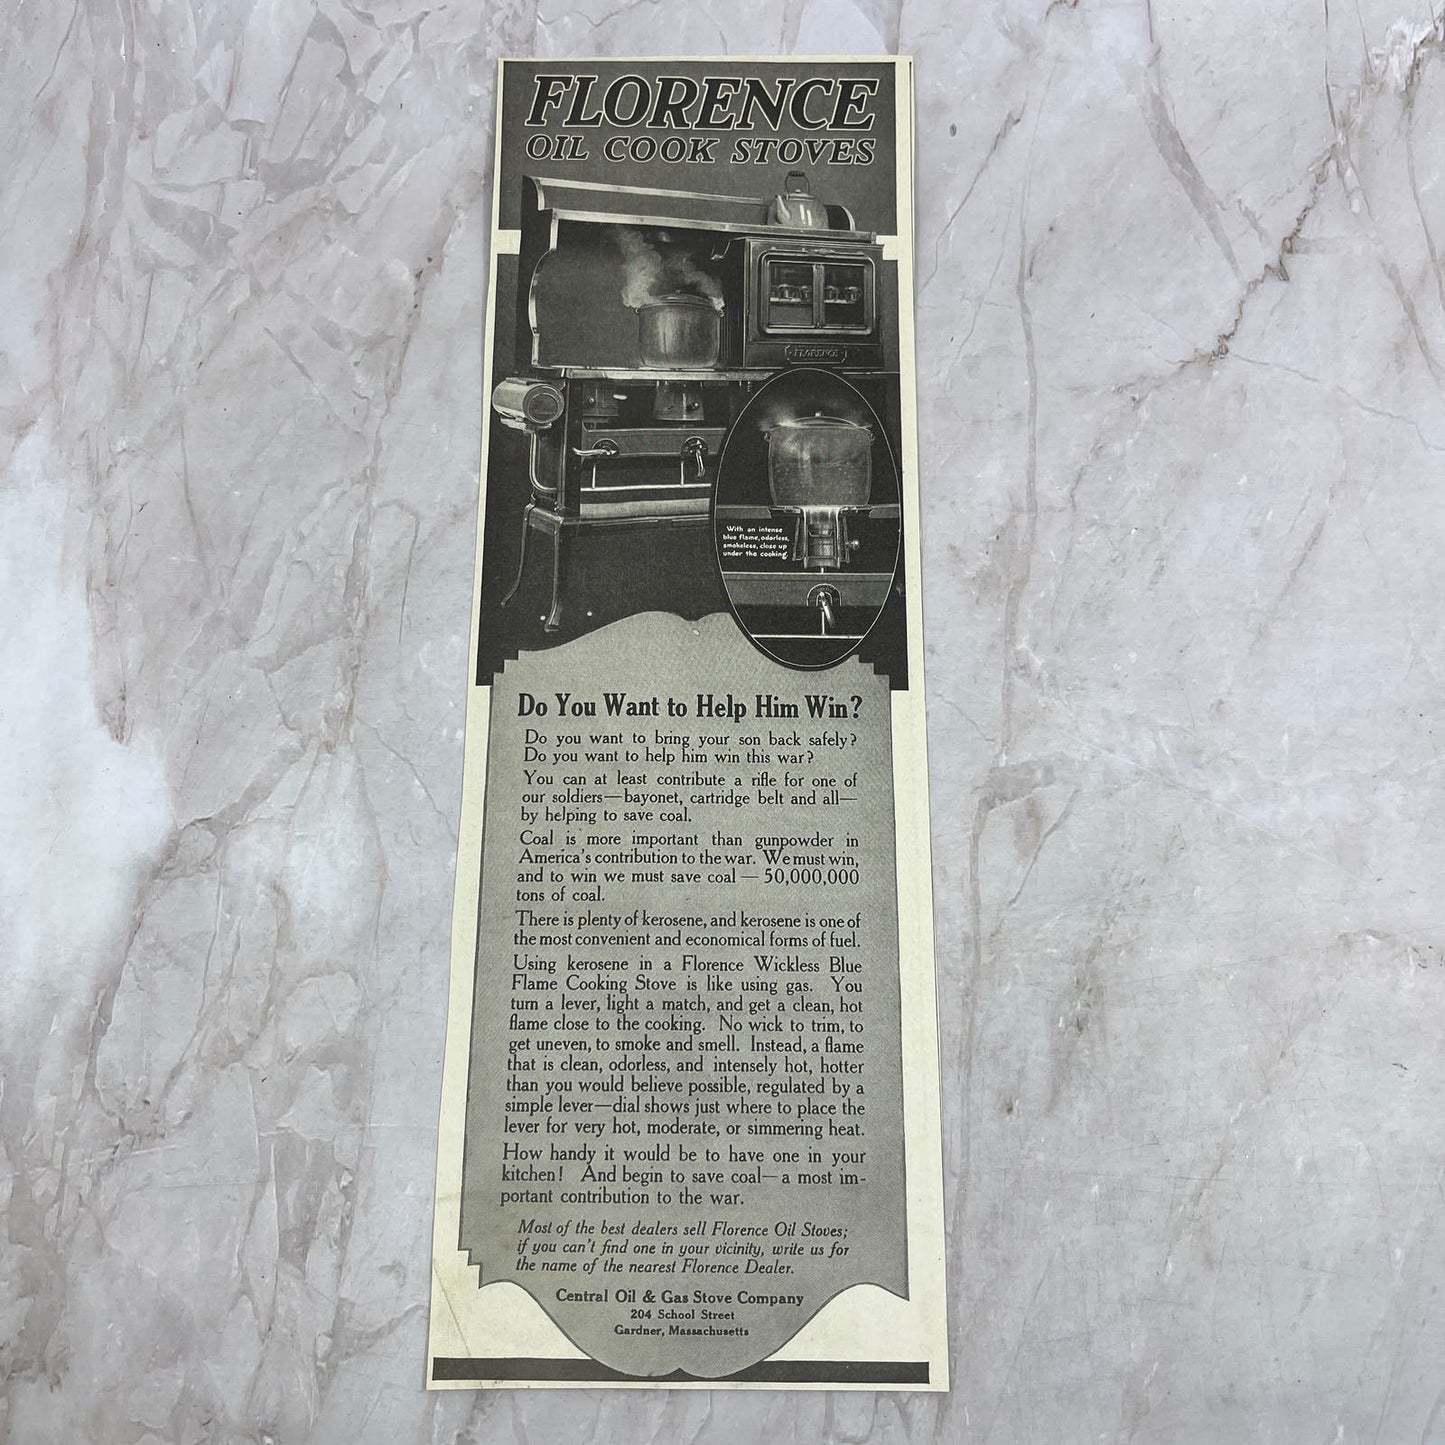 FLORENCE
OIL COOK STOVES
FLORENCE
With an intense
blue flame, odorless,
smokeless, close up
under the cooking
Do You Want to Help Him Win?
Do you want to bring your son back safely?
Do you want to help him win this war?
You can at least contribute a rifle for one of
our soldiers—bayonet, cartridge belt and all—
by helping to save coal.
Coal is more important than gunpowder in
America's contribution to the war. We must win,
and to win we must save coal — 50,000,000
tons of coal.
There is plenty of kerosene, and kerosene is one of
the most convenient and economical forms of fuel.
Using kerosene in a Florence Wickless Blue
Flame Cooking Stove is like using gas. You
turn a lever, light a match, and get a clean, hot
flame close to the cooking. No wick to trim, to
get uneven, to smoke and smell. Instead, a flame
that is clean, odorless, and intensely hot, hotter
than you would believe possible, regulated by a
simple lever—dial shows just where to place the
lever for very hot, moderate, or simmering heat.
How handy it would be to have one in your
kitchen! And begin to save coal—a most im-
portant contribution to the war.
Most of the best dealers sell Florence Oil Stoves;
if you can't find one in your vicinity, write us for
the name of the nearest Florence Dealer.
Central Oil & Gas Stove Company
204 School Street
Gardner, Massachusetts